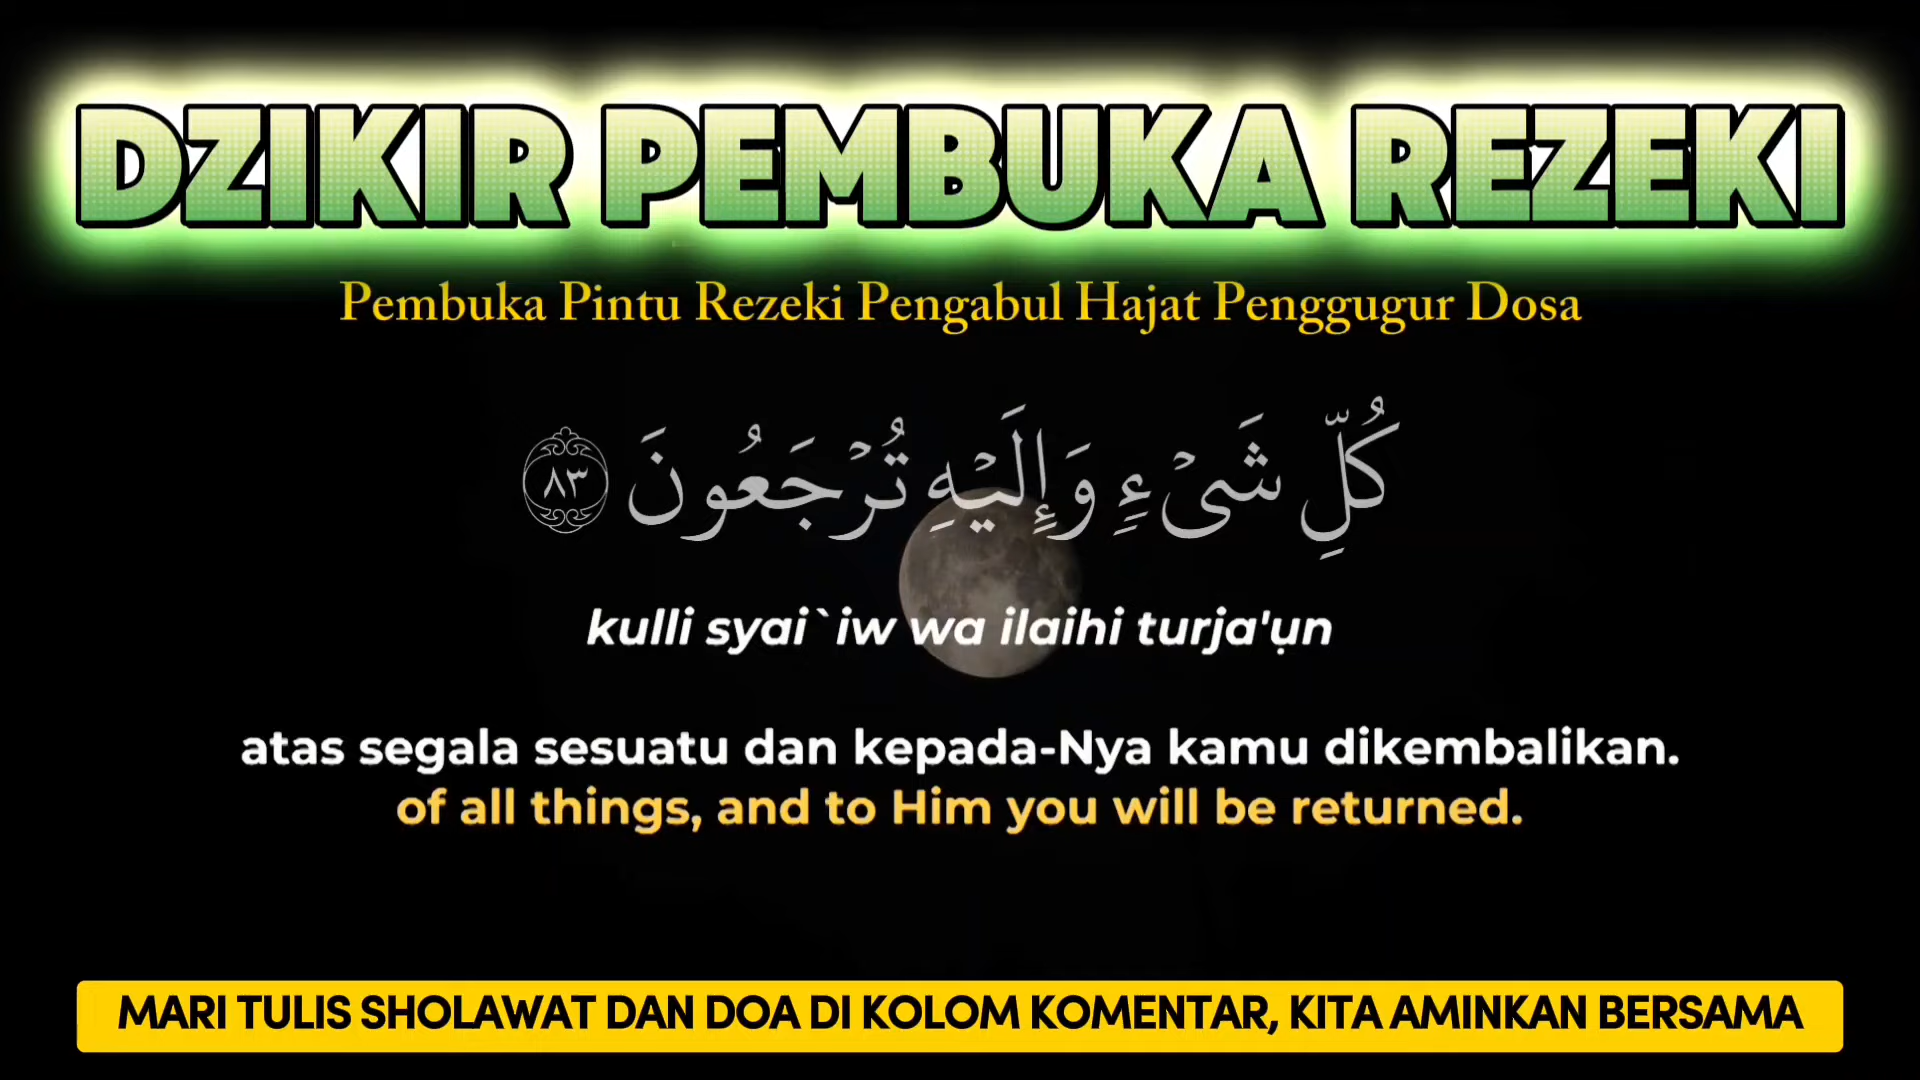 DZIKIR PEMBUKA REZEKI
Pembuka Pintu Rezeki Pengabul Hajat Penggugur Dosa
كُلِّ شَىۡءٍ وَإِلَيۡهِ تُرۡجَعُونَ ٨٣
kulli syai`iw wa ilaihi turja'ụn
atas segala sesuatu dan kepada-Nya kamu dikembalikan.
of all things, and to Him you will be returned.
MARI TULIS SHOLAWAT DAN DOA DI KOLOM KOMENTAR, KITA AMINKAN BERSAMA